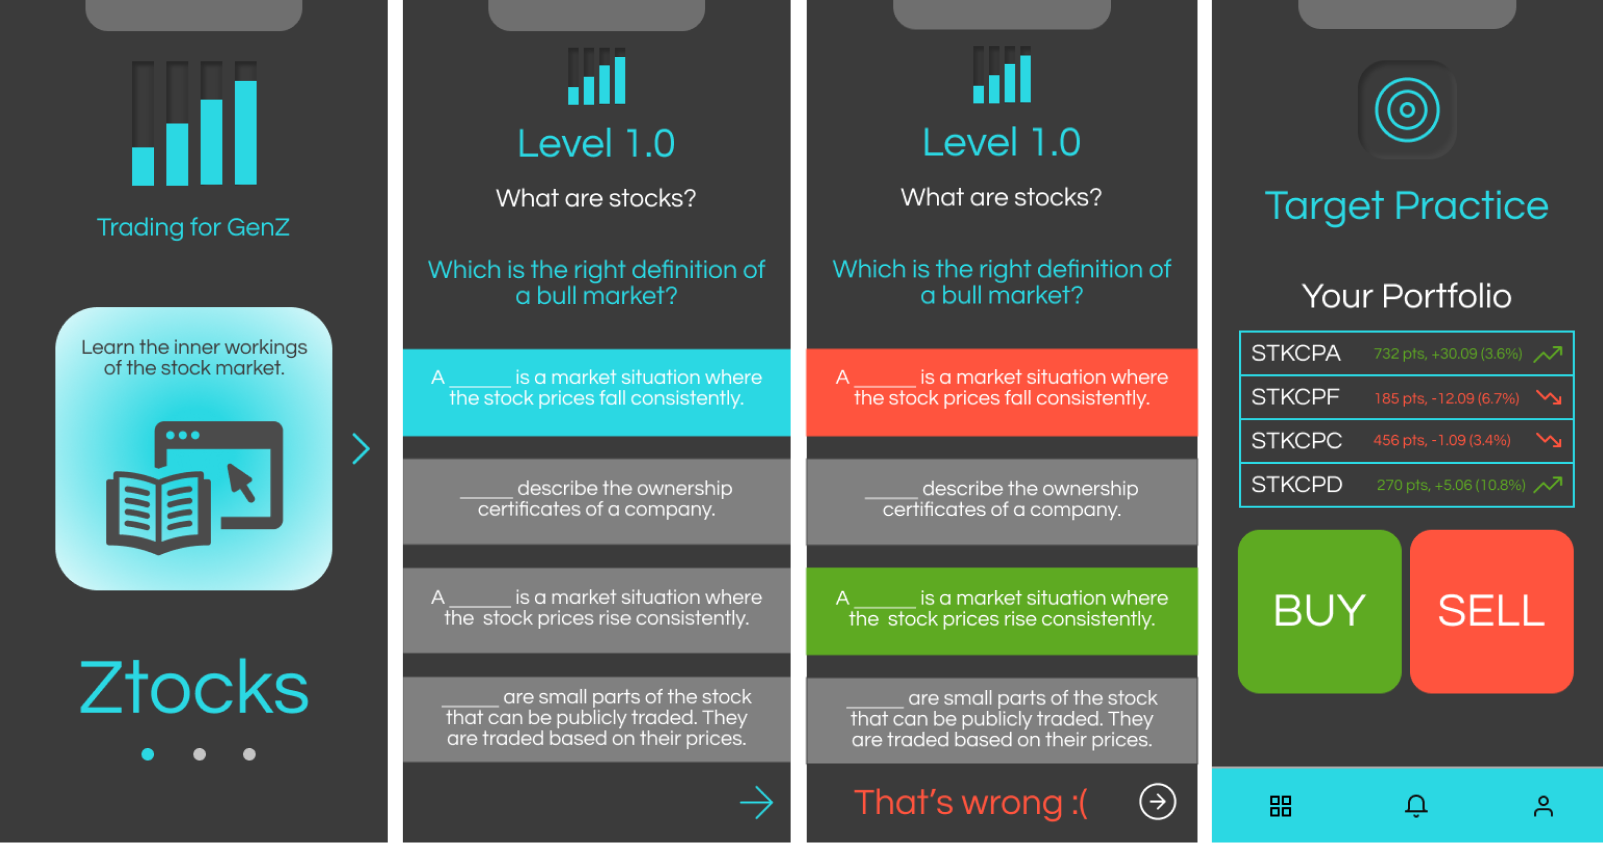 Trading for GenZ
Learn the inner workings
of the stock market.
Ztocks
Level 1.0
What are stocks?
Which is the right definition of
a bull market?
A ______ is a market situation where
the stock prices fall consistently.
_____ describe the ownership
certificates of a company.
A ______ is a market situation where
the  stock prices rise consistently.
______ are small parts of the stock
that can be publicly traded. They
are traded based on their prices.
Level 1.0
What are stocks?
Which is the right definition of
a bull market?
A ______ is a market situation where
the stock prices fall consistently.
_____ describe the ownership
certificates of a company.
A ______ is a market situation where
the  stock prices rise consistently.
______ are small parts of the stock
that can be publicly traded. They
are traded based on their prices.
That's wrong :(
Target Practice
Your Portfolio
STKCPA 732 pts, +30.09 (3.6%)
STKCPF 185 pts, -12.09 (6.7%)
STKCPC 456 pts, -1.09 (3.4%)
STKCPD 270 pts, +5.06 (10.8%)
BUY SELL